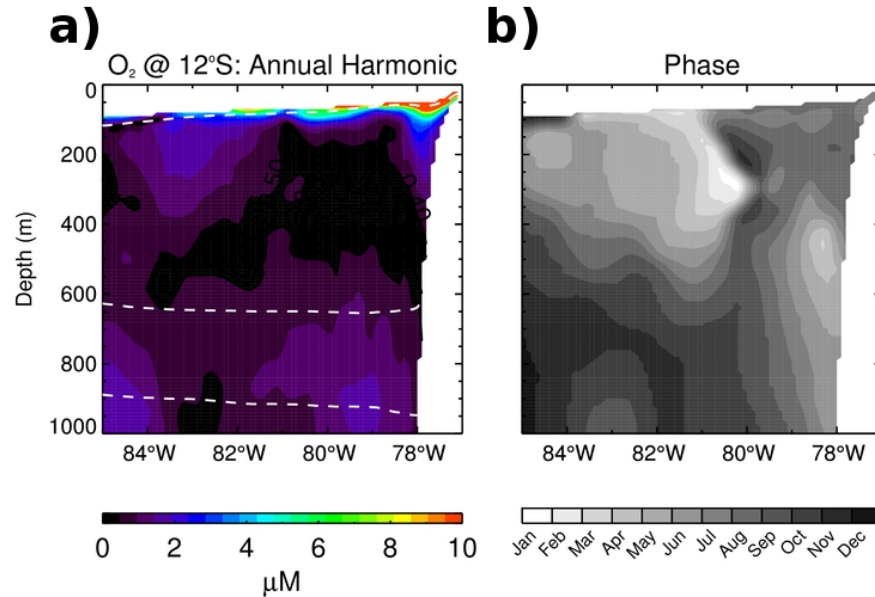 a)
O₂ @ 12°S: Annual Harmonic
0
200
400
600
800
1000
Depth (m)
84°W 82°W 80°W 78°W
0 2 4 6 8 10
μM
b)
Phase
84°W 82°W 80°W 78°W
Jan Feb Mar Apr May Jun Jul Aug Sep Oct Nov Dec